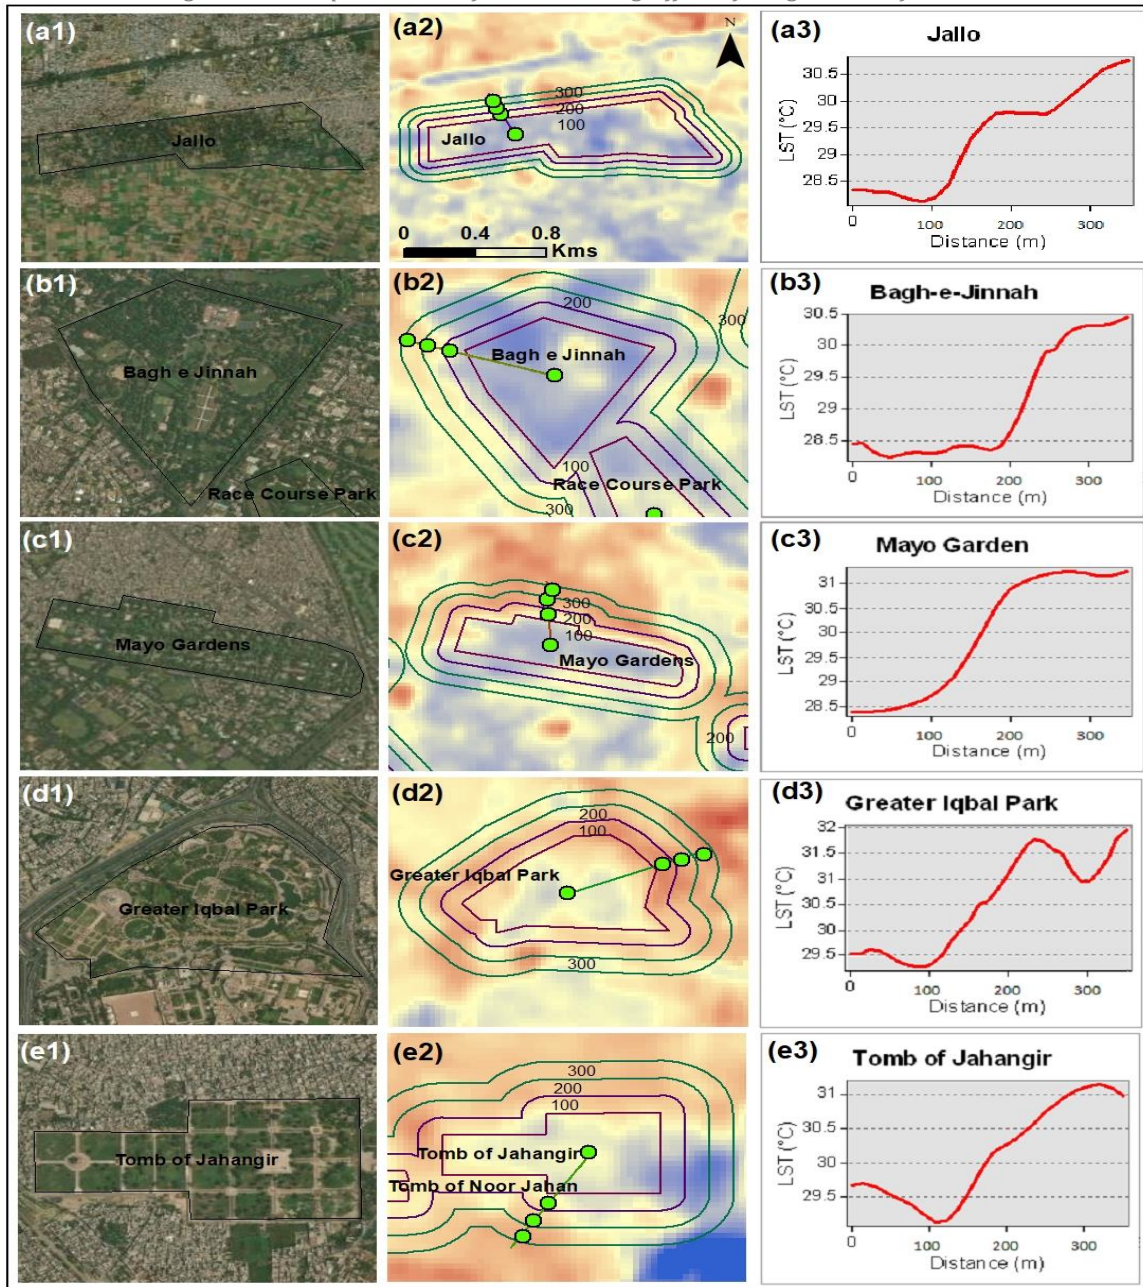 (a1)
Jallo
(a2)
N
300
200
100
Jallo
0 0.4 0.8
Kms
(a3)
Jallo
LST (°C)
30.5
30
29.5
29
28.5
0 100 200 300
Distance (m)
(b1)
Bagh e Jinnah
Race Course Park
(b2)
200
300
Bagh e Jinnah
100
Race Course Park
300
(b3)
Bagh-e-Jinnah
LST (°C)
30.5
30
29.5
29
28.5
0 100 200 300
Distance (m)
(c1)
Mayo Gardens
(c2)
300
200
100
Mayo Gardens
200
(c3)
Mayo Garden
LST (°C)
31
30.5
30
29.5
29
28.5
0 100 200 300
Distance (m)
(d1)
Greater Iqbal Park
(d2)
200
100
Greater Iqbal Park
300
(d3)
Greater Iqbal Park
LST (°C)
32
31.5
31
30.5
30
29.5
0 100 200 300
Distance (m)
(e1)
Tomb of Jahangir
(e2)
300
200
100
Tomb of Jahangir
Tomb of Noor Jahan
(e3)
Tomb of Jahangir
LST (°C)
31
30.5
30
29.5
0 100 200 300
Distance (m)